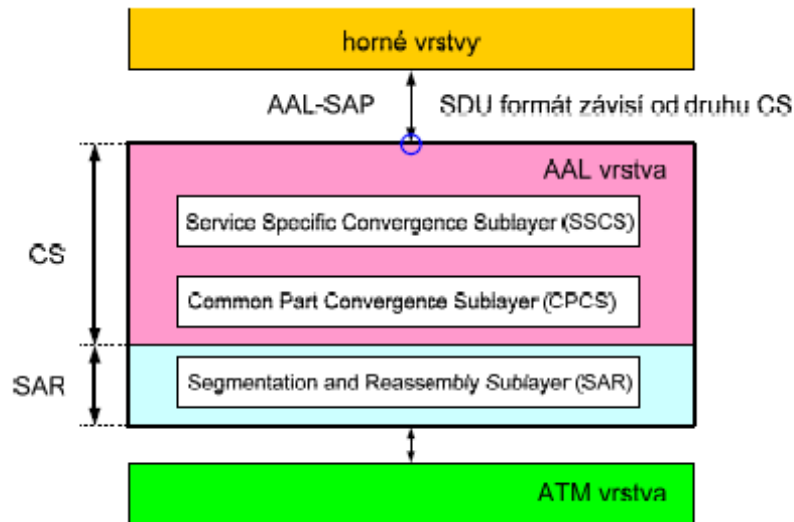 horné vrstvy
AAL-SAP
SDU formát závisí od druhu CS
AAL vrstva
Service Specific Convergence Sublayer (SSCS)
CS
Common Part Convergence Sublayer (CPCS)
SAR
Segmentation and Reassembly Sublayer (SAR)
ATM vrstva